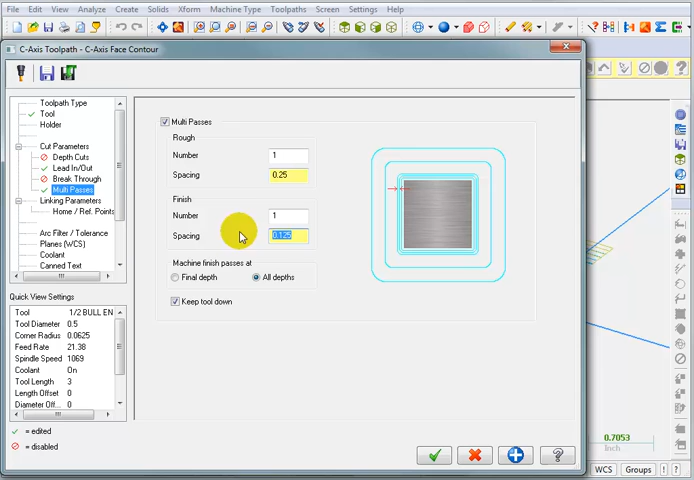 File Edit View Analyze Create Solids Xform Machine Type Toolpaths Screen Settings Help
C-Axis Toolpath - C-Axis Face Contour
Toolpath Type
Tool
Holder
Cut Parameters
Depth Cuts
Lead In/Out
Break Through
Multi Passes
Linking Parameters
Home / Ref. Points
Arc Filter / Tolerance
Planes (WCS)
Coolant
Canned Text
Quick View Settings
Tool 1/2 BULL EN
Tool Diameter 0.5
Corner Radius 0.0625
Feed Rate 21.38
Spindle Speed 1069
Coolant On
Tool Length 3
Length Offset 0
Diameter Off... 0
= edited
= disabled
Multi Passes
Rough
Number 1
Spacing 0.25
Finish
Number 1
Spacing 0.125
Machine finish passes at
Final depth All depths
Keep tool down
?
0.7053
Inch
WCS Groups ! ?